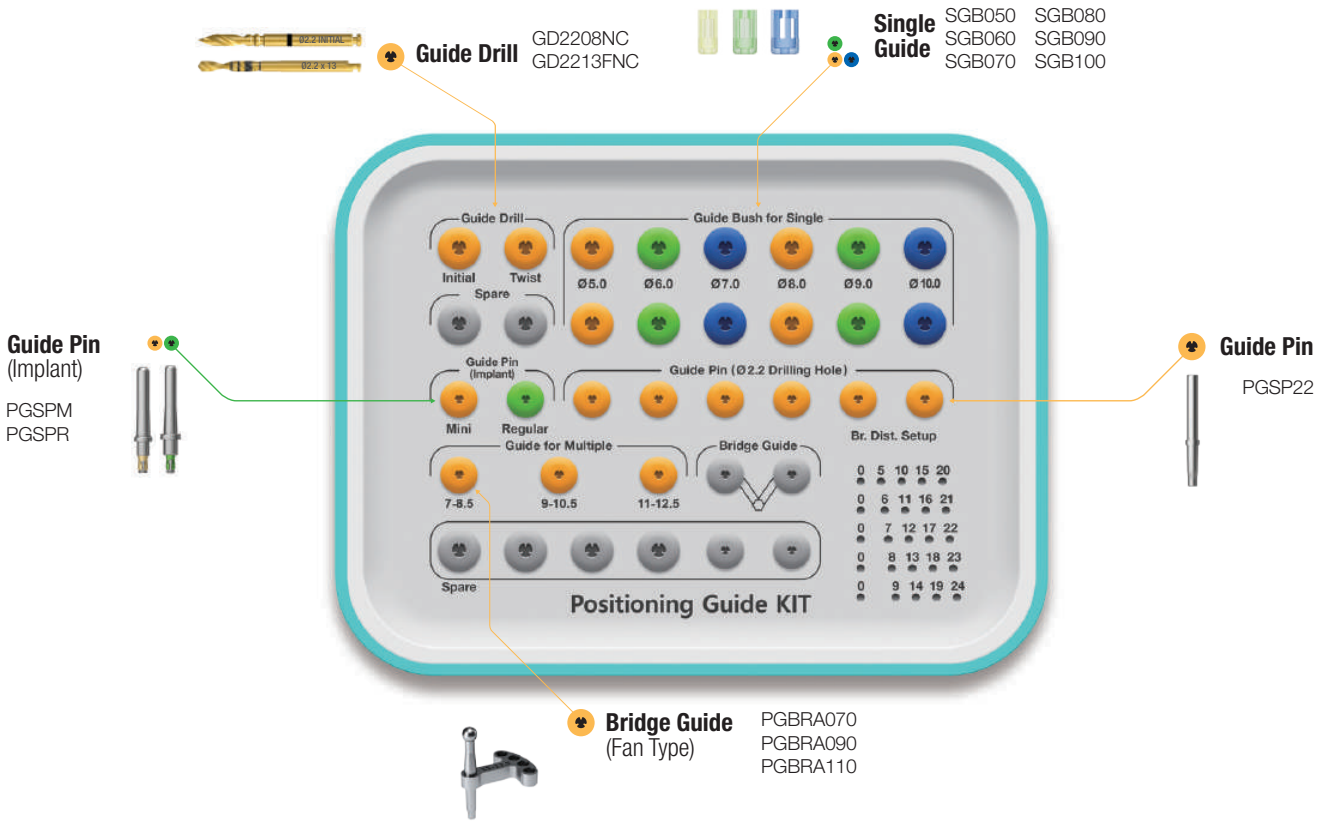 Ø2.2 INITIAL
Ø2.2 x 13
Guide Drill
GD2208NC
GD2213FNC
Single
Guide
SGB050 SGB080
SGB060 SGB090
SGB070 SGB100
Guide Drill
Guide Bush for Single
Initial Twist
Ø5.0 Ø6.0 Ø7.0 Ø8.0 Ø9.0 Ø10.0
Spare
Guide Pin
(Implant)
PGSPM
PGSPR
Guide Pin
(Implant)
Guide Pin (Ø2.2 Drilling Hole)
Mini Regular
Br. Dist. Setup
Guide Pin
PGSP22
Guide for Multiple
Bridge Guide
7-8.5 9-10.5 11-12.5
0 5 10 15 20
0 6 11 16 21
0 7 12 17 22
0 8 13 18 23
0 9 14 19 24
Spare
Positioning Guide KIT
Bridge Guide
(Fan Type)
PGBRA070
PGBRA090
PGBRA110